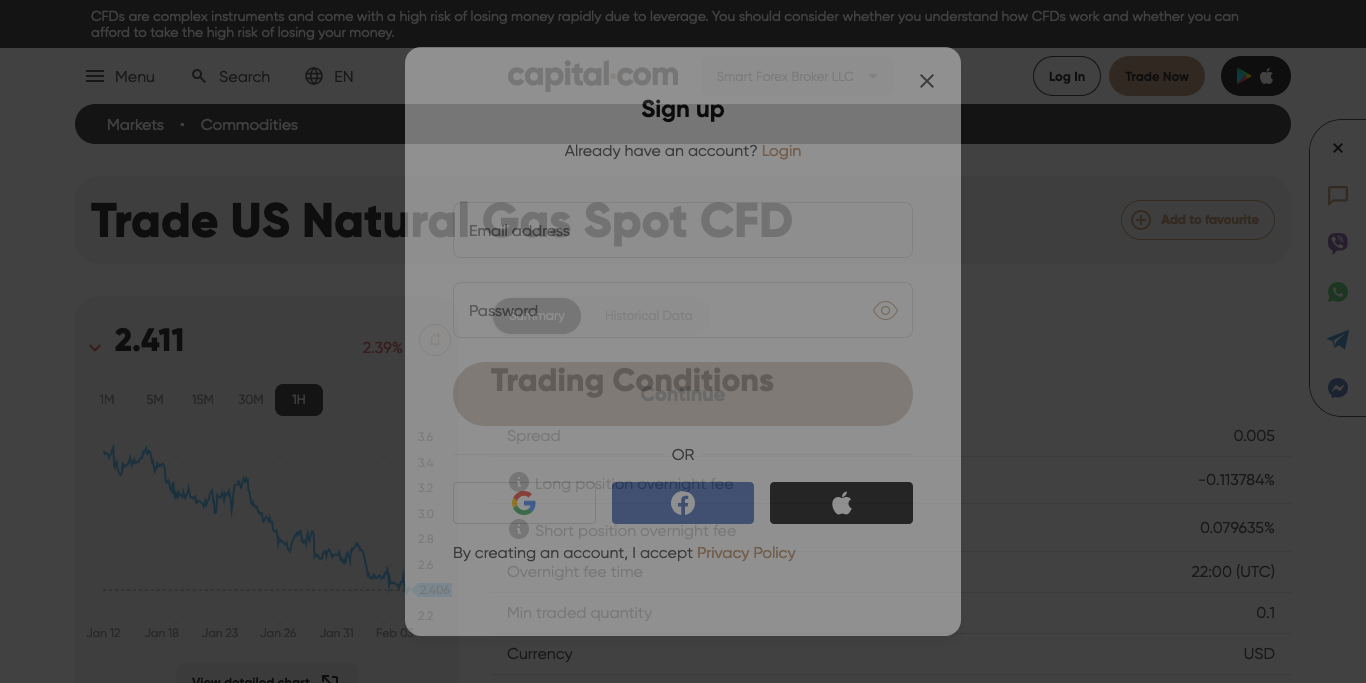 CFDs are complex instruments and come with a high risk of losing money rapidly due to leverage. You should consider whether you understand how CFDs work and whether you can
afford to take the high risk of losing your money.
Menu
Search
EN
capital.com
Smart Forex Broker LLC
Log In
Trade Now
Markets • Commodities
Sign up
Already have an account? Login
Trade US Natural Gas Spot CFD
Add to favourite
Email address
Password
Summary
Historical Data
2.411
2.39%
1M 5M 15M 30M 1H
Trading Conditions
Continue
3.6
3.4
3.2
3.0
2.8
2.6
2.406
2.2
Jan 12 Jan 18 Jan 23 Jan 26 Jan 31 Feb 03
View detailed chart
Spread 0.005
OR
Long position overnight fee -0.113784%
Short position overnight fee 0.079635%
By creating an account, I accept Privacy Policy
Overnight fee time 22:00 (UTC)
Min traded quantity 0.1
Currency USD